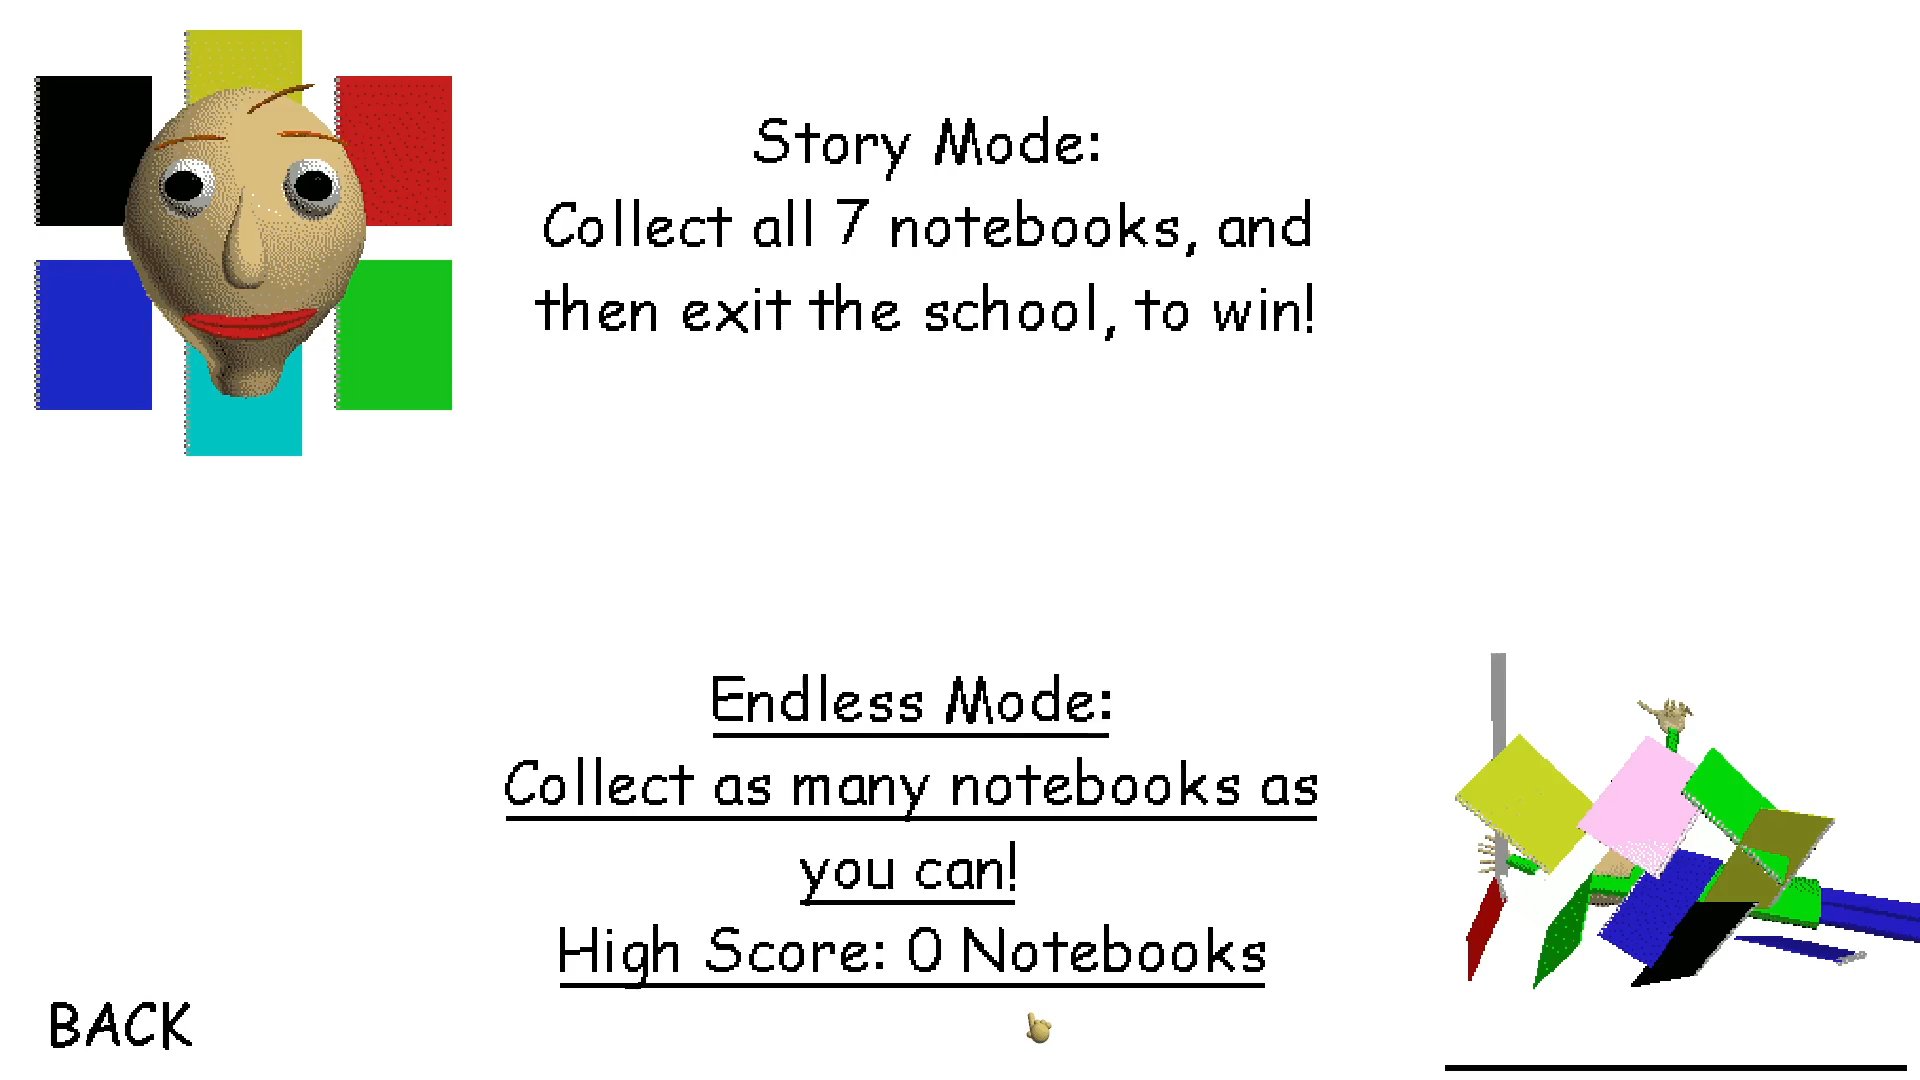 Story Mode:
Collect all 7 notebooks, and
then exit the school, to win!
Endless Mode:
Collect as many notebooks as
you can!
High Score: 0 Notebooks
BACK